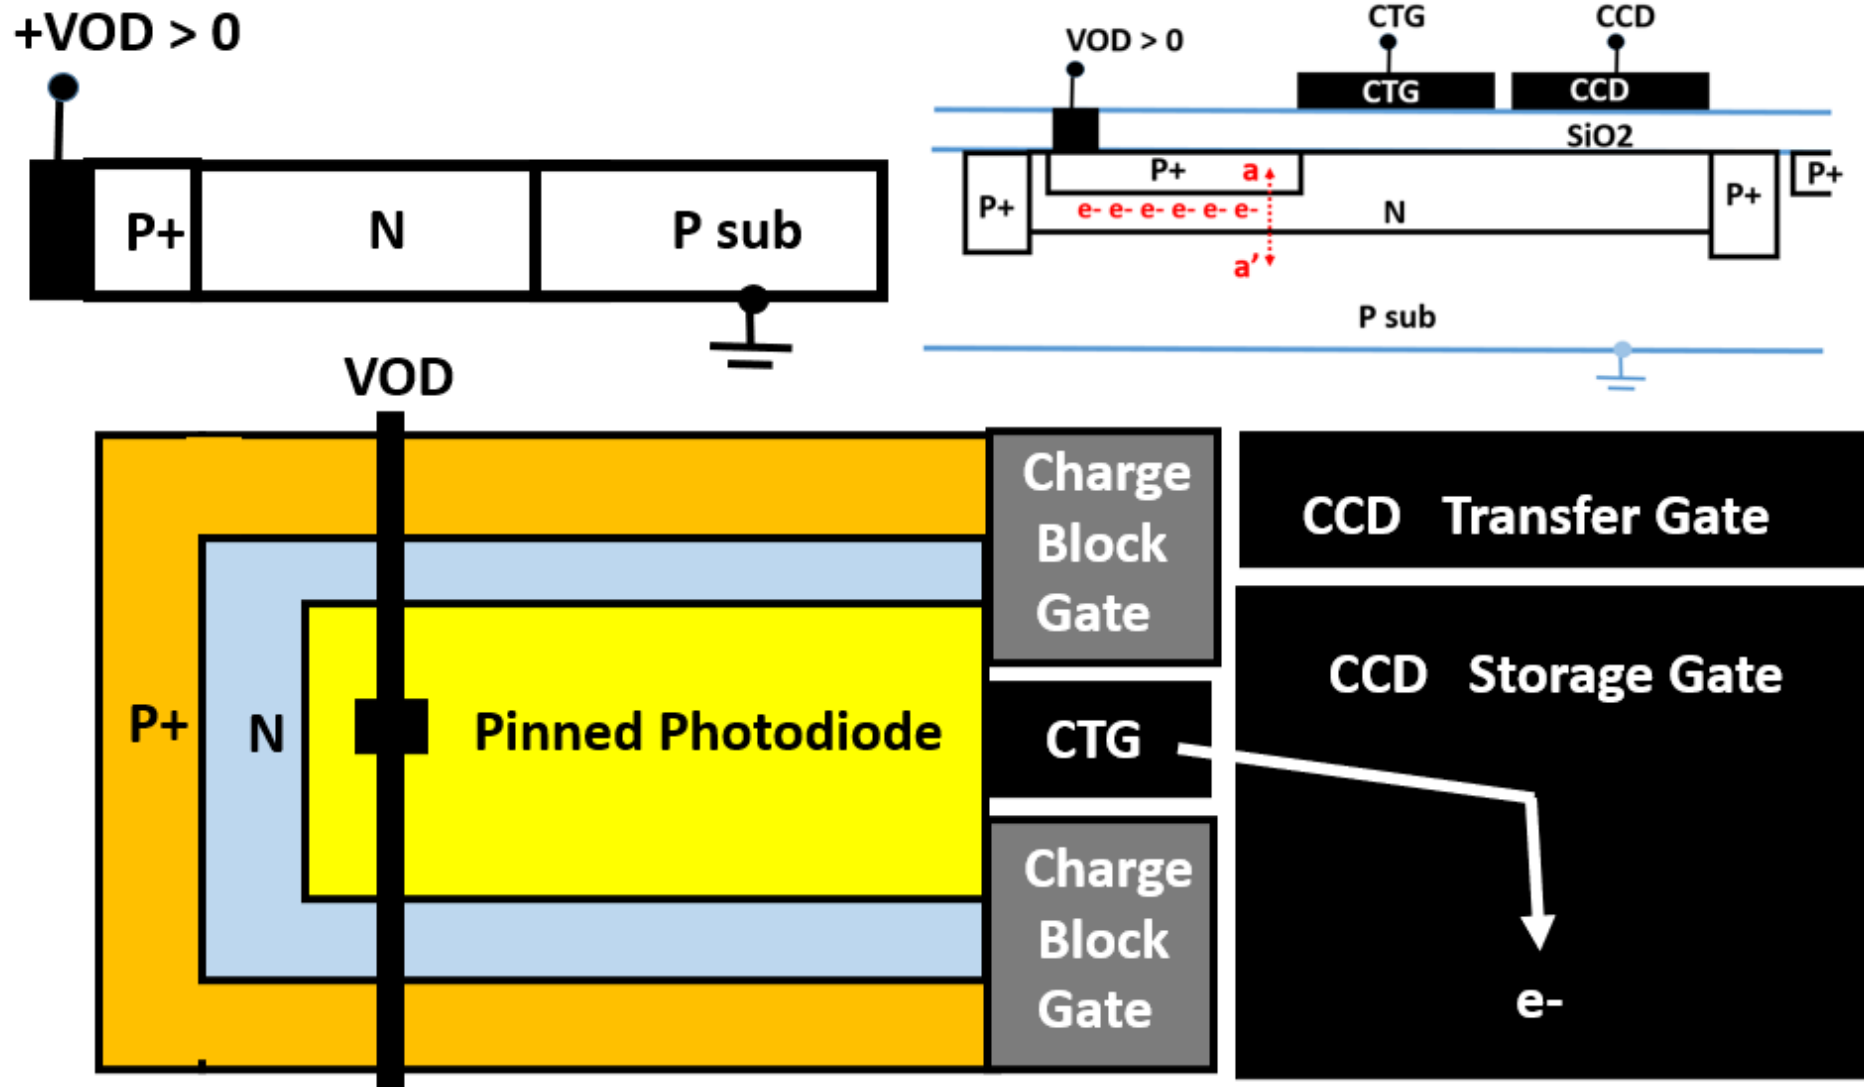 +VOD > 0
P+ N P sub
VOD > 0
CTG
CCD
CTG
CCD
SiO2
P+
P+
a
P+
P+
e- e- e- e- e- e-
N
a’
P sub
VOD
Charge
Block
Gate
CCD Transfer Gate
CCD Storage Gate
P+
N
Pinned Photodiode
CTG
Charge
Block
Gate
e-